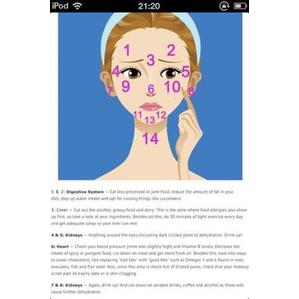 iPod
21:20
1
2
3
4
5
6
7
8
9
10
11
12
13
14
1 & 2: Digestive System — Eat less processed or junk food, reduce the amount of fat in your
diet, step up water intake and opt for cooling things like cucumbers.
3: Liver — Cut out the alcohol, greasy food and dairy. This is the zone where food allergies also show
up first, so take a look at your ingredients. Besides all this, do 30 minutes of light exercise every day
and get adequate sleep so your liver can rest.
4 & 5: Kidneys — Anything around the eyes (including dark circles) point to dehydration. Drink up!
6: Heart — Check your blood pressure (mine was slightly high) and Vitamin B levels. Decrease the
intake of spicy or pungent food, cut down on meat and get more fresh air. Besides this, look into ways
to lower cholesterol, like replacing "bad fats" with "good fats" such as Omegas 3 and 6 found in nuts,
avocados, fish and flax seed. Also, since this area is chock-full of dilated pores, check that your makeup
is not past its expiry date or is skin-clogging.
7 & 8: Kidneys — Again, drink up! And cut down on aerated drinks, coffee and alcohol as these will
cause further dehydration.